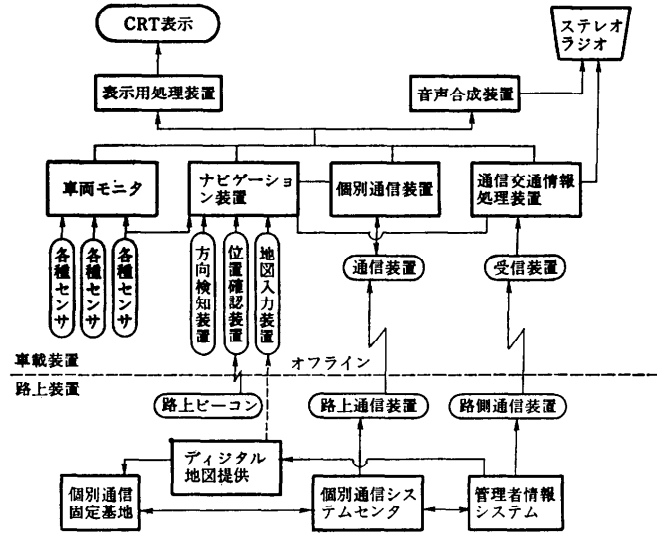 CRT表示
ステレオ
ラジオ
表示用処理装置
音声合成装置
車両モニタ
ナビゲーショ
ン装置
個別通信装置
通信交通情報
処理装置
各種センサ
各種センサ
各種センサ
方向検知装置
位置確認装置
地図入力装置
通信装置
受信装置
車載装置
オフライン
路上装置
路上ビーコン
路上通信装置
路側通信装置
ディジタル
地図提供
個別通信
固定基地
個別通信シス
テムセンタ
管理者情報
システム